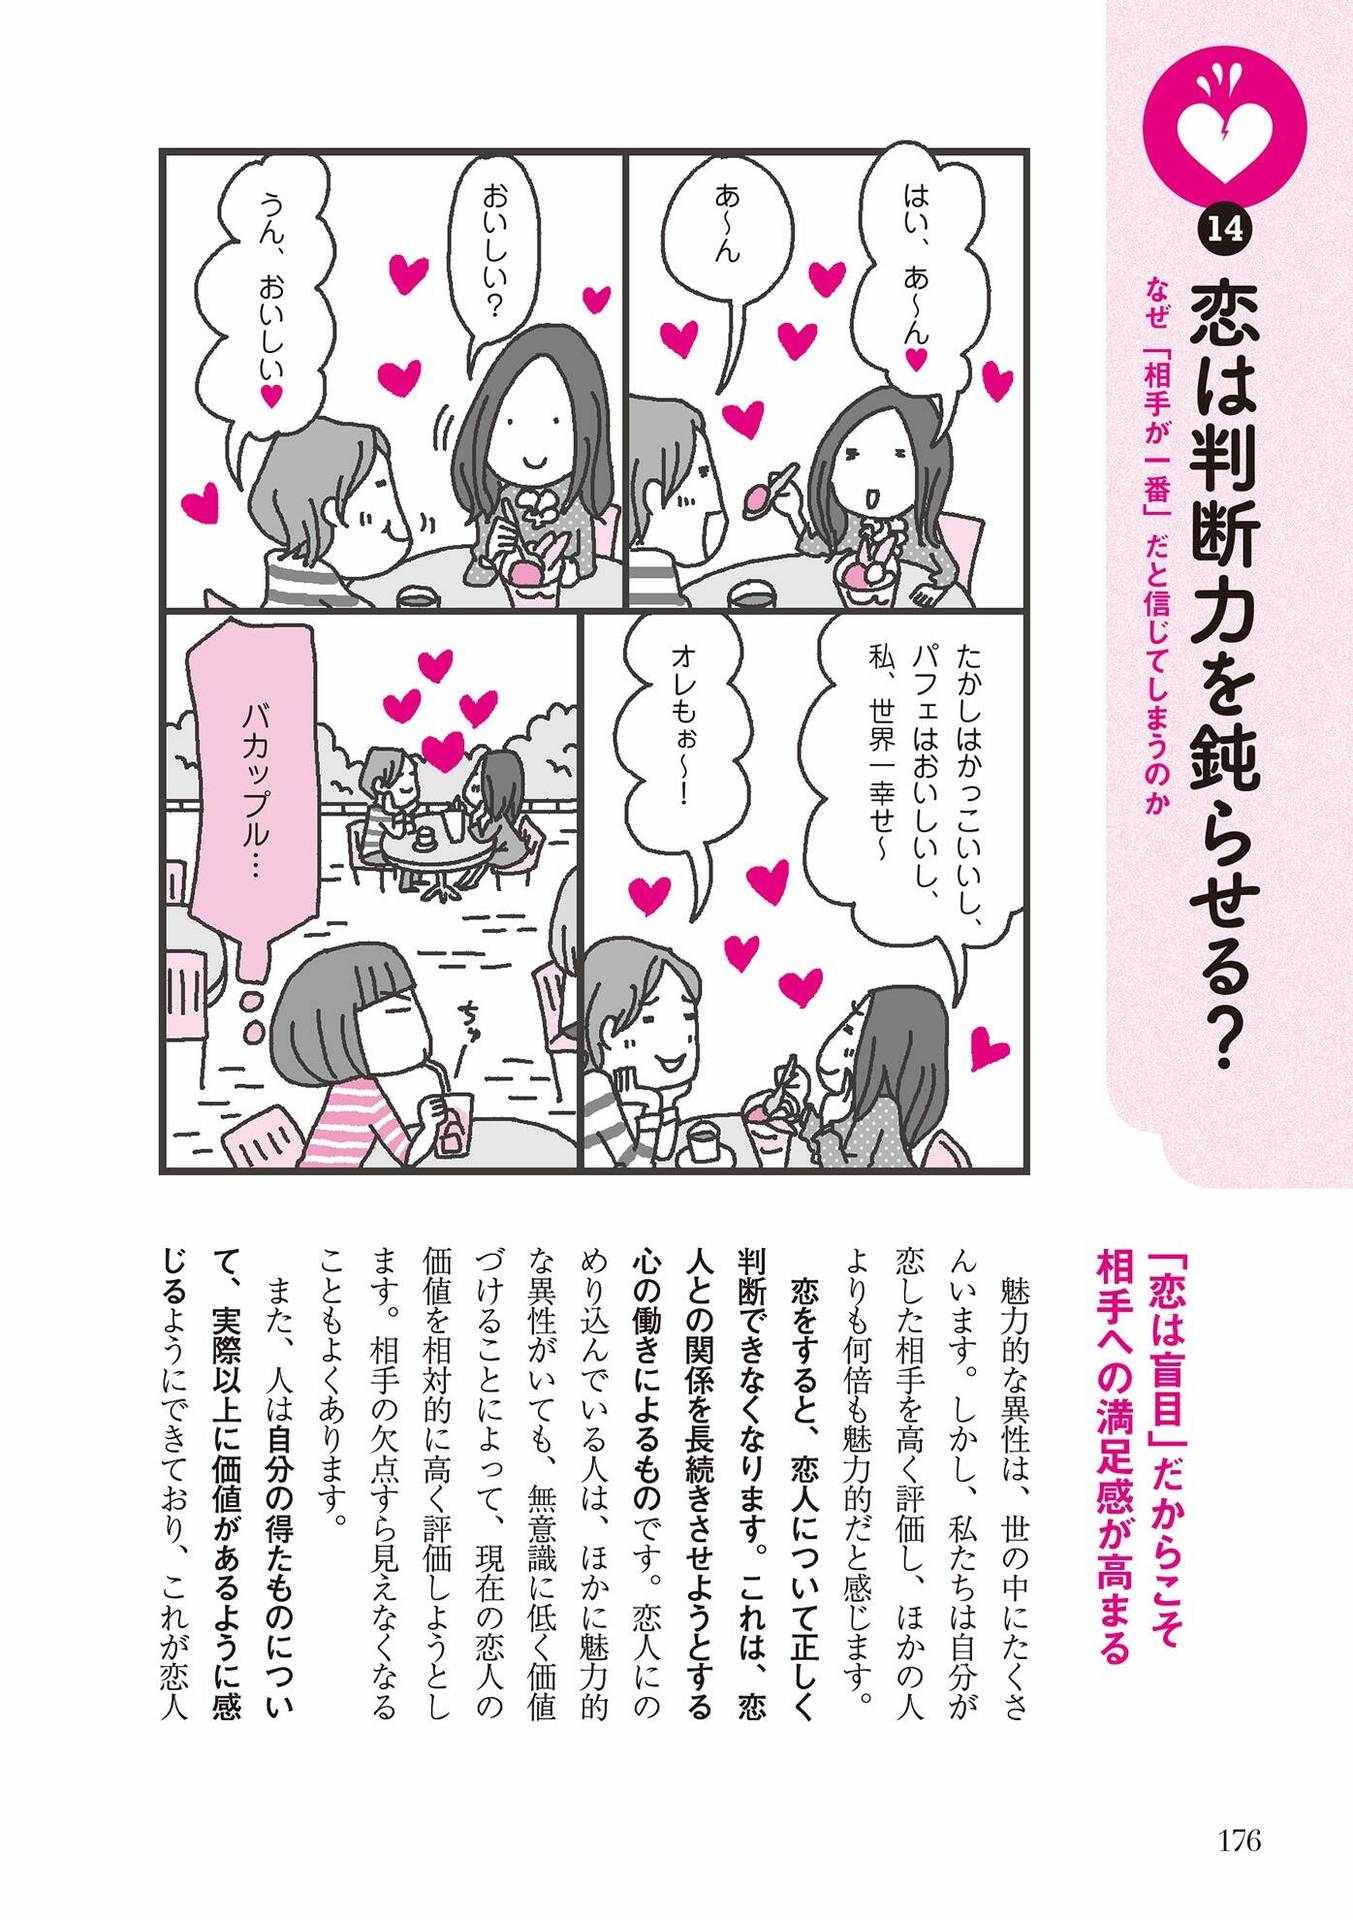 14
恋は判断力を鈍らせる？
なぜ「相手が一番」だと信じてしまうのか
はい、あ～ん♥
あ～ん
おいしい？
うん、おいしい♥
たかしはかっこいいし、
パフェはおいしいし、
私、世界一幸せ～
オレもぉ～！
バカップル…
ちゅー
「恋は盲目」だからこそ
相手への満足感が高まる
魅力的な異性は、世の中にたくさ
んいます。しかし、私たちは自分が
恋した相手を高く評価し、ほかの人
よりも何倍も魅力的だと感じます。
恋をすると、恋人について正しく
判断できなくなります。これは、恋
人との関係を長続きさせようとする
心の働きによるものです。恋人にの
めり込んでいる人は、ほかに魅力的
な異性がいても、無意識に低く価値
づけることによって、現在の恋人の
価値を相対的に高く評価しようとし
ます。相手の欠点すら見えなくなる
こともよくあります。
また、人は自分の得たものについ
て、実際以上に価値があるように感
じるようにできており、これが恋人
176